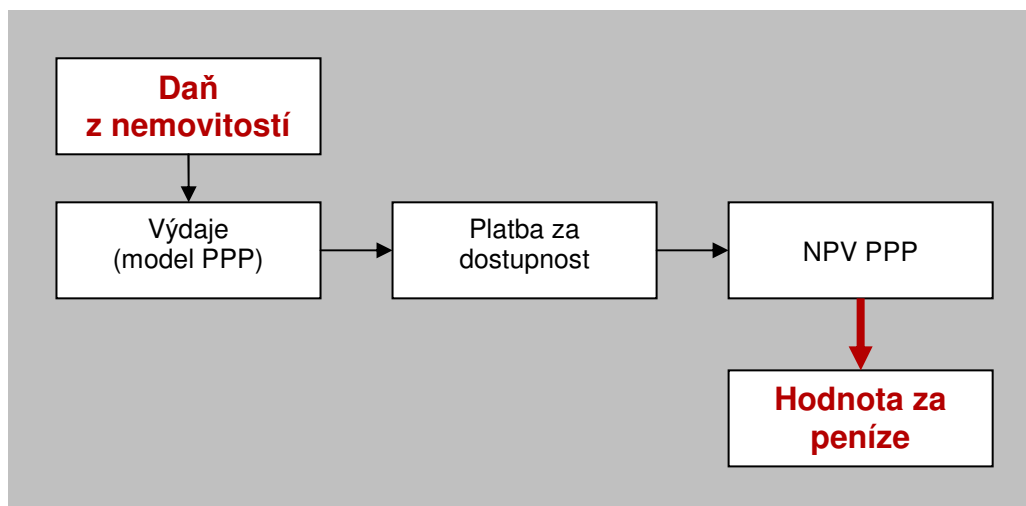 Daň
z nemovitostí
Výdaje
(model PPP)
Platba za
dostupnost
NPV PPP
Hodnota za
peníze